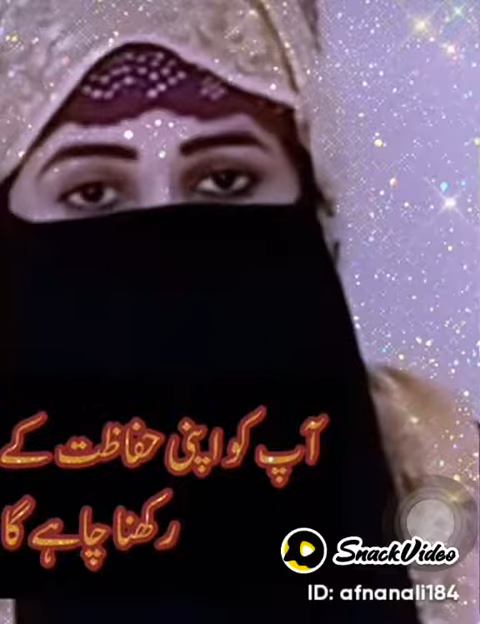 آپ کو اپنی حفاظت کے
رکھنا چاہے گا
SnackVideo
ID: afnanali184